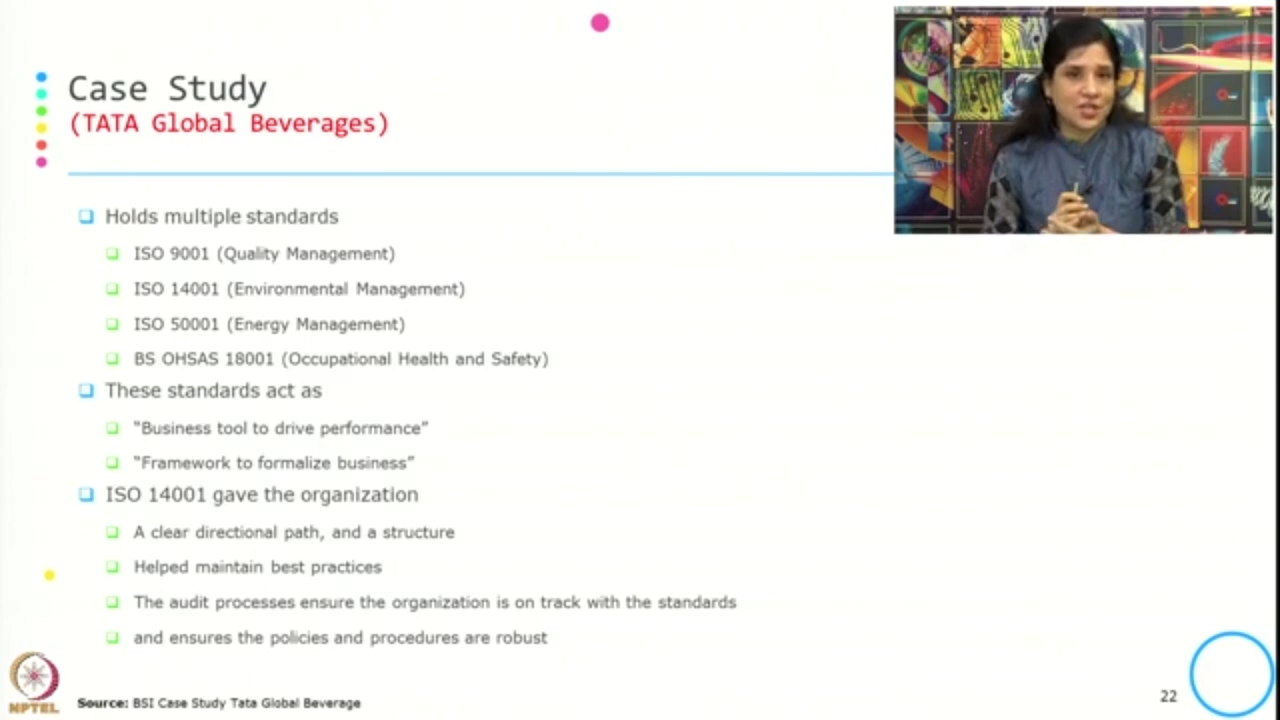 Case Study
(TATA Global Beverages)
Holds multiple standards
ISO 9001 (Quality Management)
ISO 14001 (Environmental Management)
ISO 50001 (Energy Management)
BS OHSAS 18001 (Occupational Health and Safety)
These standards act as
“Business tool to drive performance”
“Framework to formalize business”
ISO 14001 gave the organization
A clear directional path, and a structure
Helped maintain best practices
The audit processes ensure the organization is on track with the standards
and ensures the policies and procedures are robust
NPTEL
Source: BSI Case Study Tata Global Beverage
22